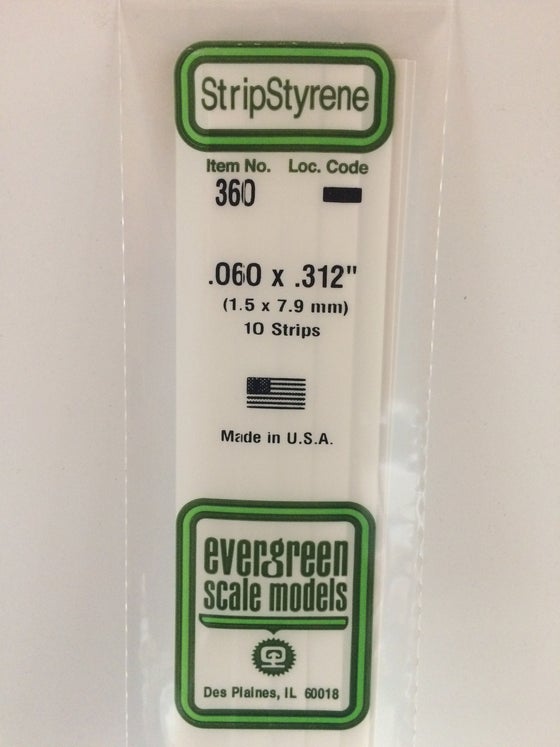 StripStyrene
Item No. Loc. Code
360
.060 x .312"
(1.5 x 7.9 mm)
10 Strips
Made in U.S.A.
evergreen
scale models
Des Plaines, IL 60018